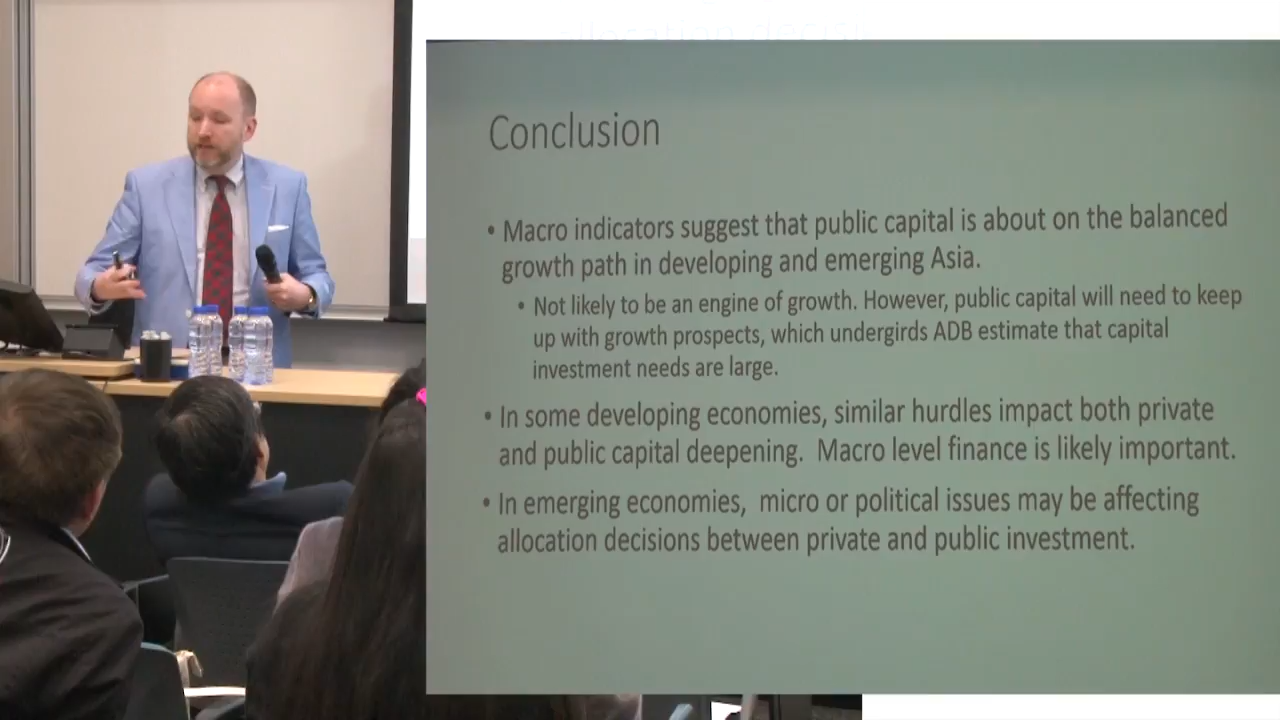 allocation decisi
Conclusion
• Macro indicators suggest that public capital is about on the balanced
growth path in developing and emerging Asia.
• Not likely to be an engine of growth. However, public capital will need to keep
up with growth prospects, which undergirds ADB estimate that capital
investment needs are large.
• In some developing economies, similar hurdles impact both private
and public capital deepening.  Macro level finance is likely important.
• In emerging economies,  micro or political issues may be affecting
allocation decisions between private and public investment.